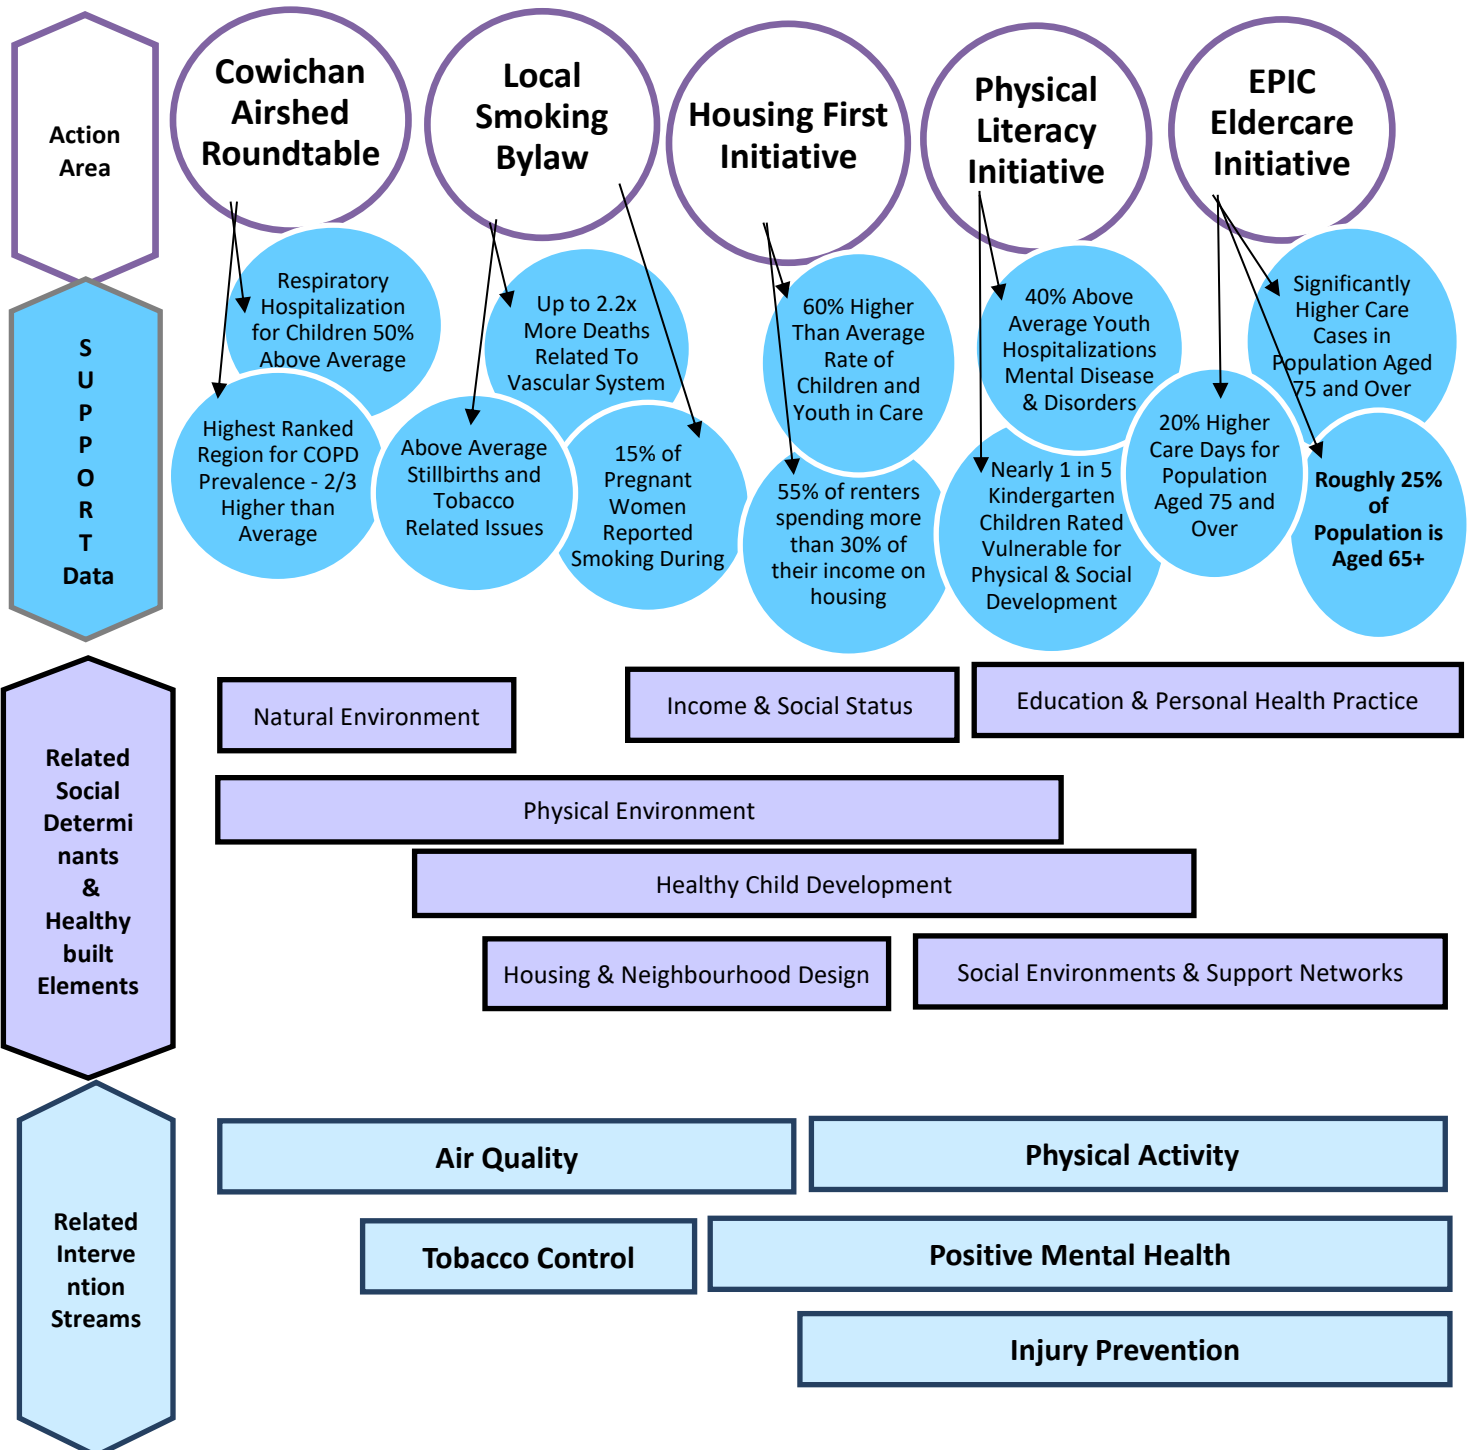 Action
Area
Cowichan
Airshed
Roundtable
Local
Smoking
Bylaw
Housing First
Initiative
Physical
Literacy
Initiative
EPIC
Eldercare
Initiative
S
U
P
P
O
R
T
Data
Respiratory
Hospitalization
for Children 50%
Above Average
Highest Ranked
Region for COPD
Prevalence - 2/3
Higher than
Average
Up to 2.2x
More Deaths
Related To
Vascular System
Above Average
Stillbirths and
Tobacco
Related Issues
15% of
Pregnant
Women
Reported
Smoking During
60% Higher
Than Average
Rate of
Children and
Youth in Care
55% of renters
spending more
than 30% of
their income on
housing
40% Above
Average Youth
Hospitalizations
Mental Disease
& Disorders
Nearly 1 in 5
Kindergarten
Children Rated
Vulnerable for
Physical & Social
Development
Significantly
Higher Care
Cases in
Population Aged
75 and Over
20% Higher
Care Days for
Population
Aged 75 and
Over
Roughly 25%
of
Population is
Aged 65+
Related
Social
Determi
nants
&
Healthy
built
Elements
Natural Environment
Income & Social Status
Education & Personal Health Practice
Physical Environment
Healthy Child Development
Housing & Neighbourhood Design
Social Environments & Support Networks
Related
Interve
ntion
Streams
Air Quality
Physical Activity
Tobacco Control
Positive Mental Health
Injury Prevention